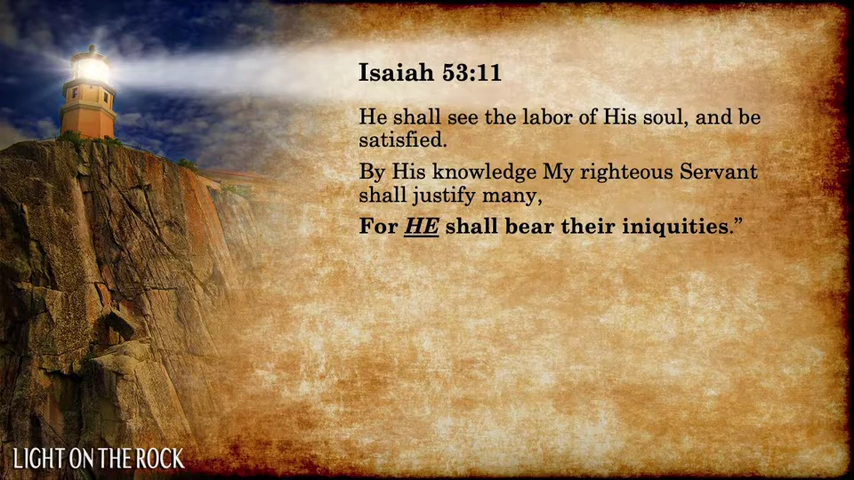 Isaiah 53:11
He shall see the labor of His soul, and be
satisfied.
By His knowledge My righteous Servant
shall justify many,
For HE shall bear their iniquities.”
LIGHT ON THE ROCK